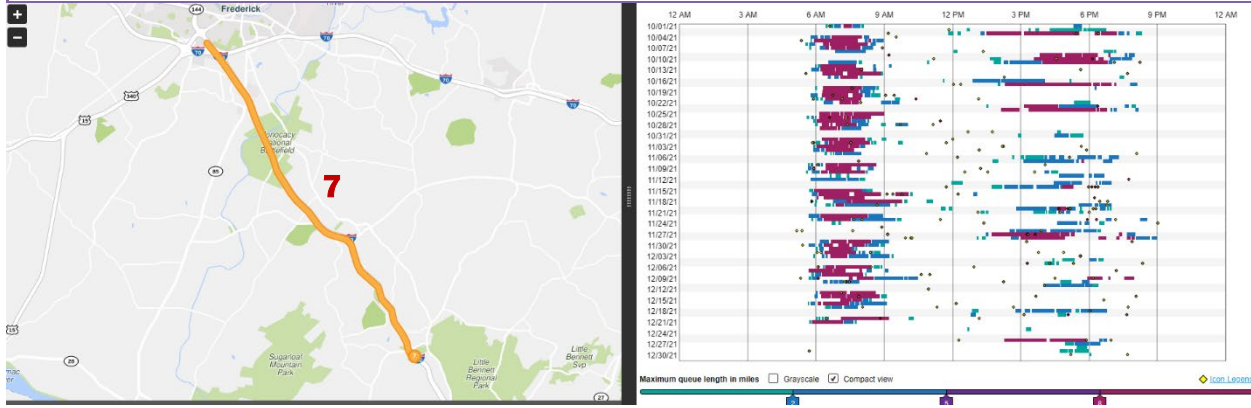 +
−
144
Frederick
River
70
70
340
15
Monocacy
National
Battlefield
85
7
15
28
Sugarloaf
Mountain
Park
Little
Bennett
Regional
Park
Little
Bennett
Svp
27
12 AM 3 AM 6 AM 9 AM 12 PM 3 PM 6 PM 9 PM 12 AM
10/01/21
10/04/21
10/07/21
10/10/21
10/13/21
10/16/21
10/19/21
10/22/21
10/25/21
10/28/21
10/31/21
11/03/21
11/06/21
11/09/21
11/12/21
11/15/21
11/18/21
11/21/21
11/24/21
11/27/21
11/30/21
12/03/21
12/06/21
12/09/21
12/12/21
12/15/21
12/18/21
12/21/21
12/24/21
12/27/21
12/30/21
Maximum queue length in miles Grayscale Compact view Icon Legend
2 5 8